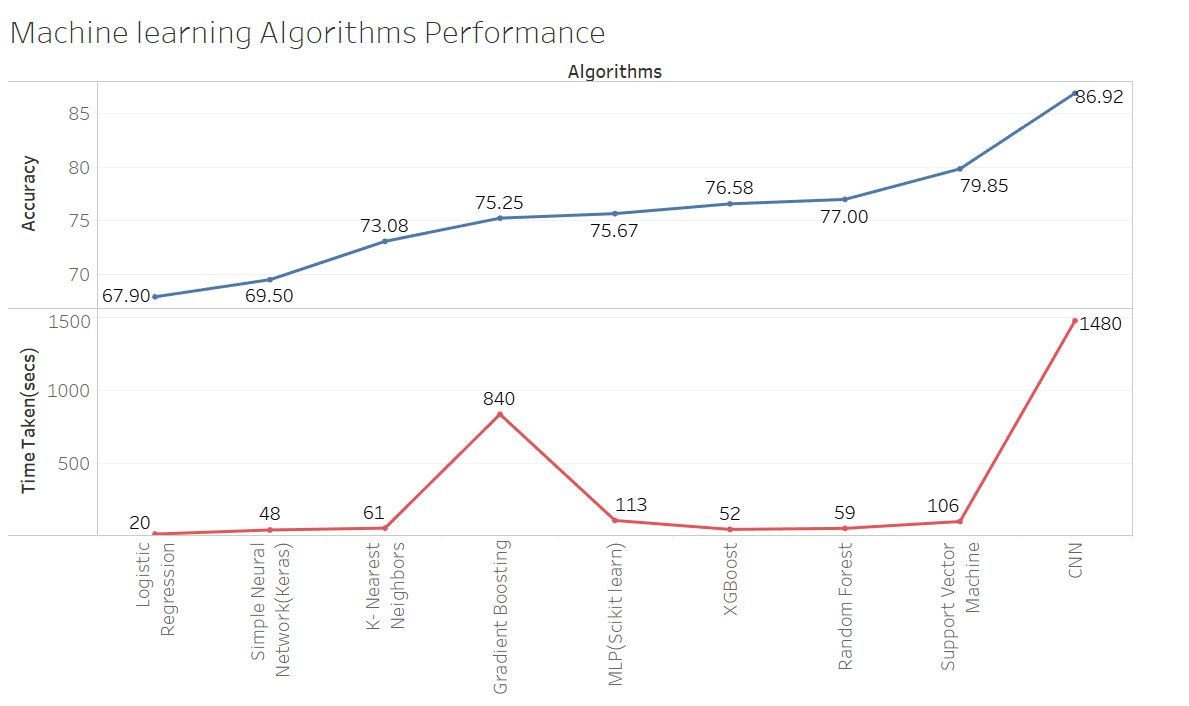 Machine learning Algorithms Performance
Algorithms
Accuracy
85
80
75
70
67.90
69.50
73.08
75.25
75.67
76.58
77.00
79.85
86.92
Time Taken(secs)
1500
1000
500
20
48
61
840
113
52
59
106
1480
Logistic
Regression
Simple Neural
Network(Keras)
K- Nearest
Neighbors
Gradient Boosting
MLP(Scikit learn)
XGBoost
Random Forest
Support Vector
Machine
CNN